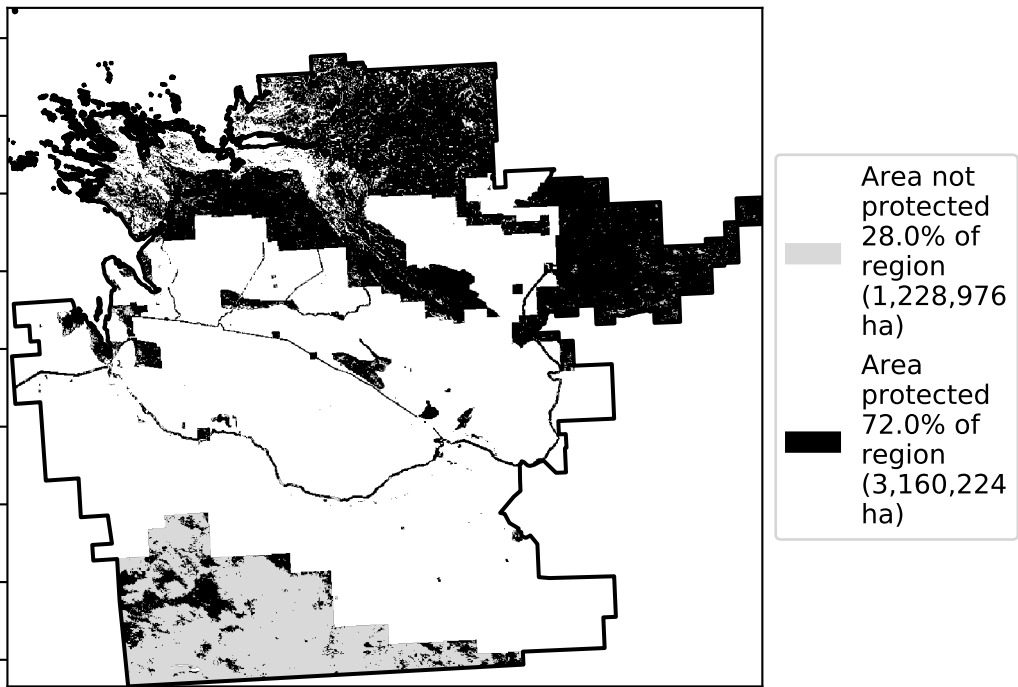 Area not
protected
28.0% of
region
(1,228,976
ha)
Area
protected
72.0% of
region
(3,160,224
ha)